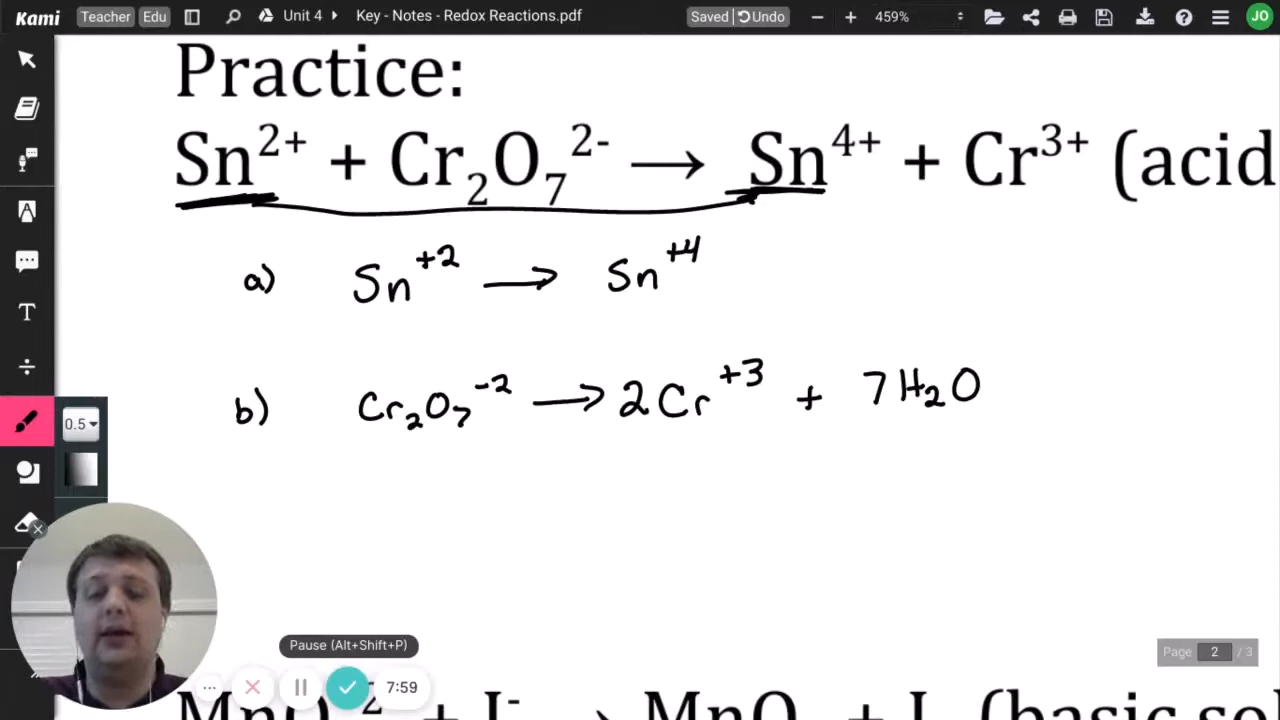 Kami Teacher Edu Unit 4 Key - Notes - Redox Reactions.pdf Saved Undo 459% JO
Practice:
Sn²⁺ + Cr₂O₇²⁻ → Sn⁴⁺ + Cr³⁺ (acid
a) Sn⁺² → Sn⁺⁴
b) Cr₂O₇⁻² → 2Cr⁺³ + 7H₂O
0.5
Pause (Alt+Shift+P)
Page 2 / 3
7:59